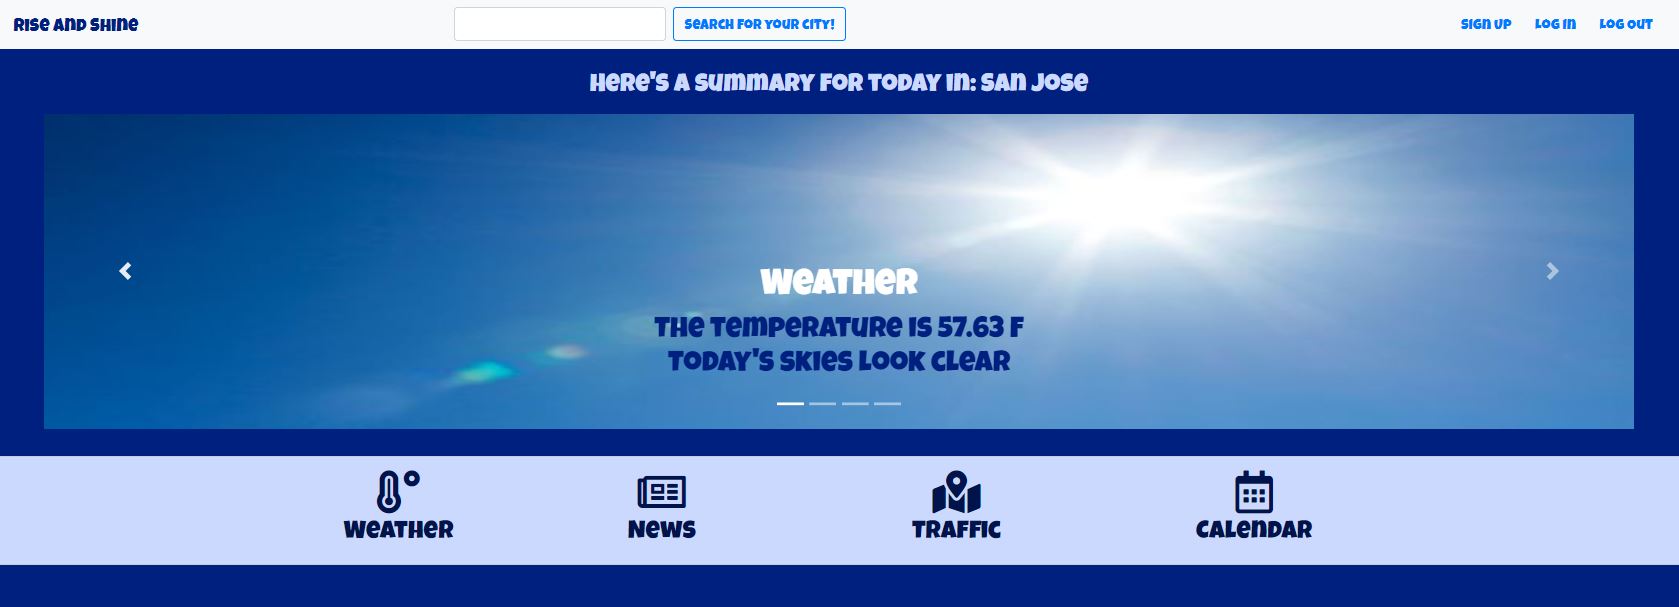 Rise and Shine
Search for your city!
Sign Up
Log In
Log Out
Here's a summary for today in: San Jose
Weather
The temperature is 57.63 F
Today's skies look clear
Weather
News
Traffic
Calendar